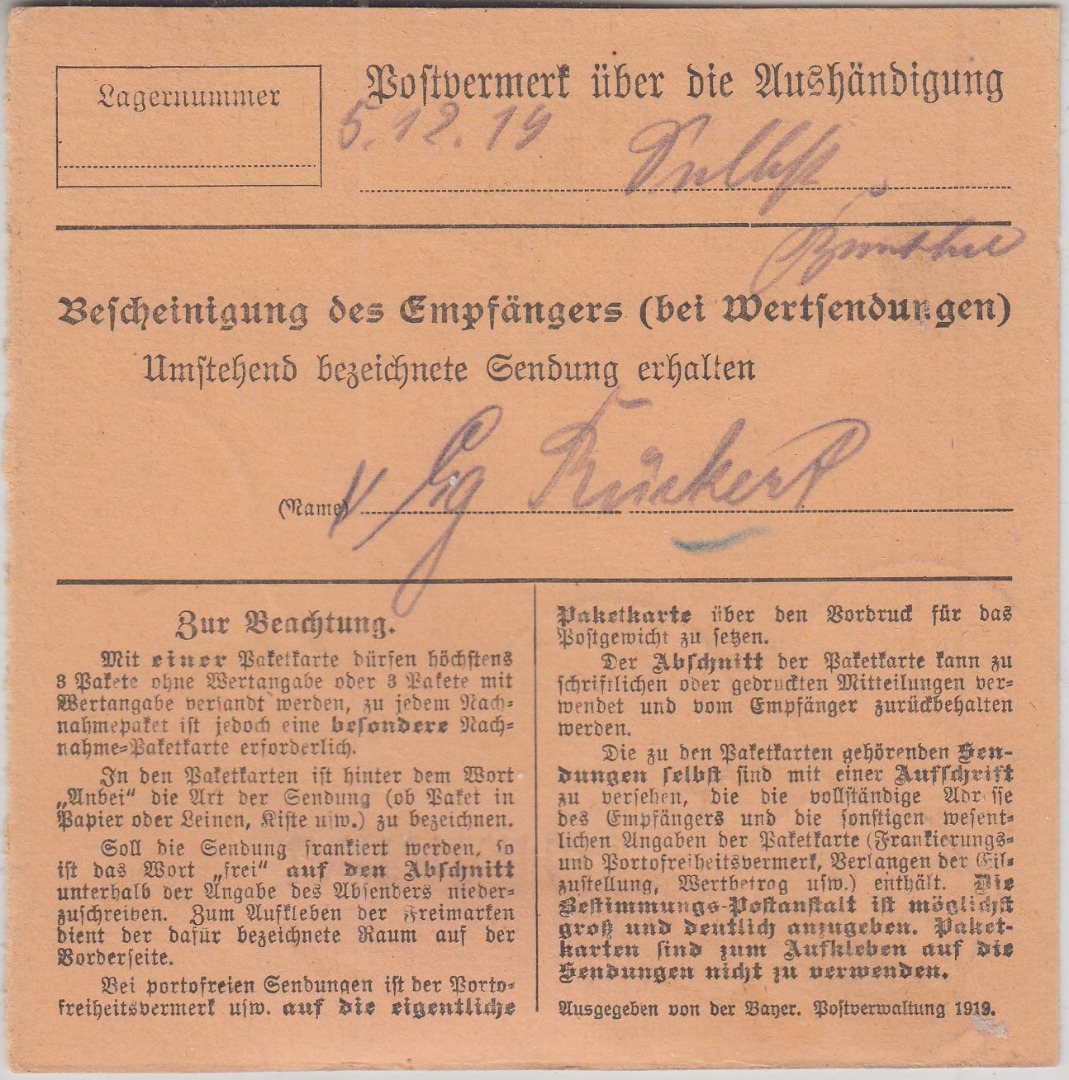 Lagernummer
Postvermerk über die Aushändigung
5.12.19
Selbst
Bescheinigung des Empfängers (bei Wertsendungen)
Umstehend bezeichnete Sendung erhalten
(Name) Gg Rückert
Zur Beachtung.
Mit einer Paketkarte dürfen höchstens
3 Pakete ohne Wertangabe oder 3 Pakete mit
Wertangabe versandt werden, zu jedem Nach-
nahmepaket ist jedoch eine besondere Nach-
nahme-Paketkarte erforderlich.
In den Paketkarten ist hinter dem Wort
„Anbei“ die Art der Sendung (ob Paket in
Papier oder Leinen, Kiste usw.) zu bezeichnen.
Soll die Sendung frankiert werden, so
ist das Wort „frei“ auf den Abschnitt
unterhalb der Angabe des Absenders nieder-
zuschreiben. Zum Aufkleben der Freimarken
dient der dafür bezeichnete Raum auf der
Vorderseite.
Bei portofreien Sendungen ist der Porto-
freiheitsvermerk usw. auf die eigentliche
Paketkarte über den Vordruck für das
Postgewicht zu setzen.
Der Abschnitt der Paketkarte kann zu
schriftlichen oder gedruckten Mitteilungen ver-
wendet und vom Empfänger zurückbehalten
werden.
Die zu den Paketkarten gehörenden Sen-
dungen selbst sind mit einer Aufschrift
zu versehen, die die vollständige Adresse
des Empfängers und die sonstigen wesent-
lichen Angaben der Paketkarte (Frankierungs-
und Portofreiheitsvermerk, Verlangen der Eil-
zustellung, Wertbetrag usw.) enthält. Die
Bestimmungs-Postanstalt ist möglichst
groß und deutlich anzugeben. Paket-
karten sind zum Aufkleben auf die
Sendungen nicht zu verwenden.
Ausgegeben von der Bayer. Postverwaltung 1919.